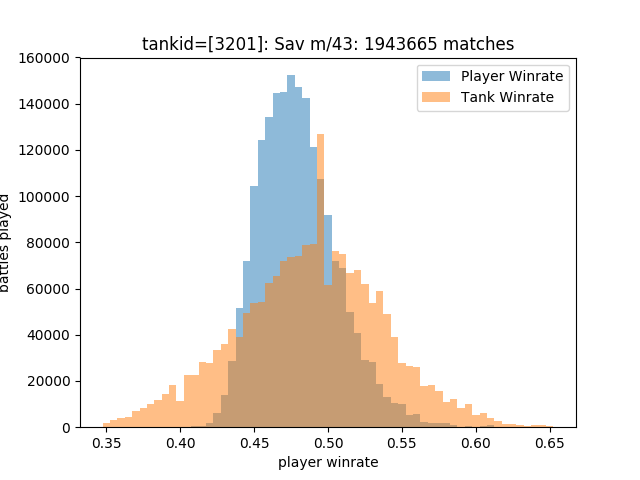 tankid=[3201]: Sav m/43: 1943665 matches
160000
140000
120000
100000
80000
60000
40000
20000
0
battles played
Player Winrate
Tank Winrate
0.35 0.40 0.45 0.50 0.55 0.60 0.65
player winrate